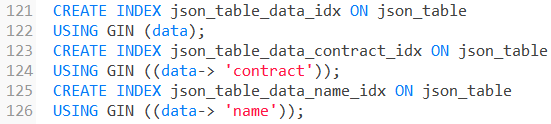 121 CREATE INDEX json_table_data_idx ON json_table
122 USING GIN (data);
123 CREATE INDEX json_table_data_contract_idx ON json_table
124 USING GIN ((data-> 'contract'));
125 CREATE INDEX json_table_data_name_idx ON json_table
126 USING GIN ((data-> 'name'));